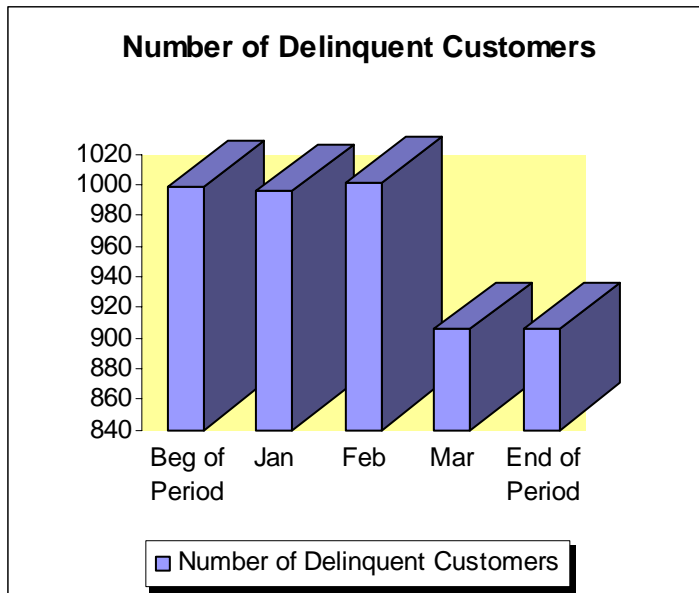 Number of Delinquent Customers
1020
1000
980
960
940
920
900
880
860
840
Beg of Period
Jan
Feb
Mar
End of Period
Number of Delinquent Customers